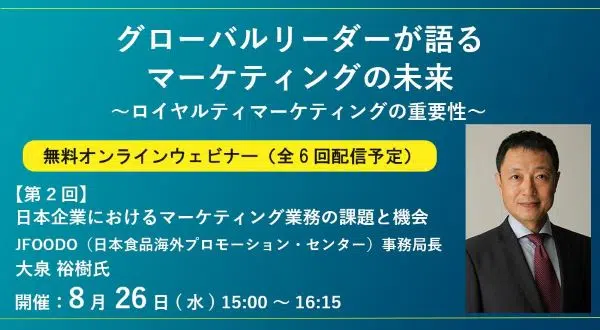 グローバルリーダーが語る
マーケティングの未来
～ロイヤルティマーケティングの重要性～
無料オンラインウェビナー（全6回配信予定）
【第2回】
日本企業におけるマーケティング業務の課題と機会
JFOODO（日本食品海外プロモーション・センター）事務局長
大泉 裕樹氏
開催：8月 26日(水) 15:00 ～ 16:15